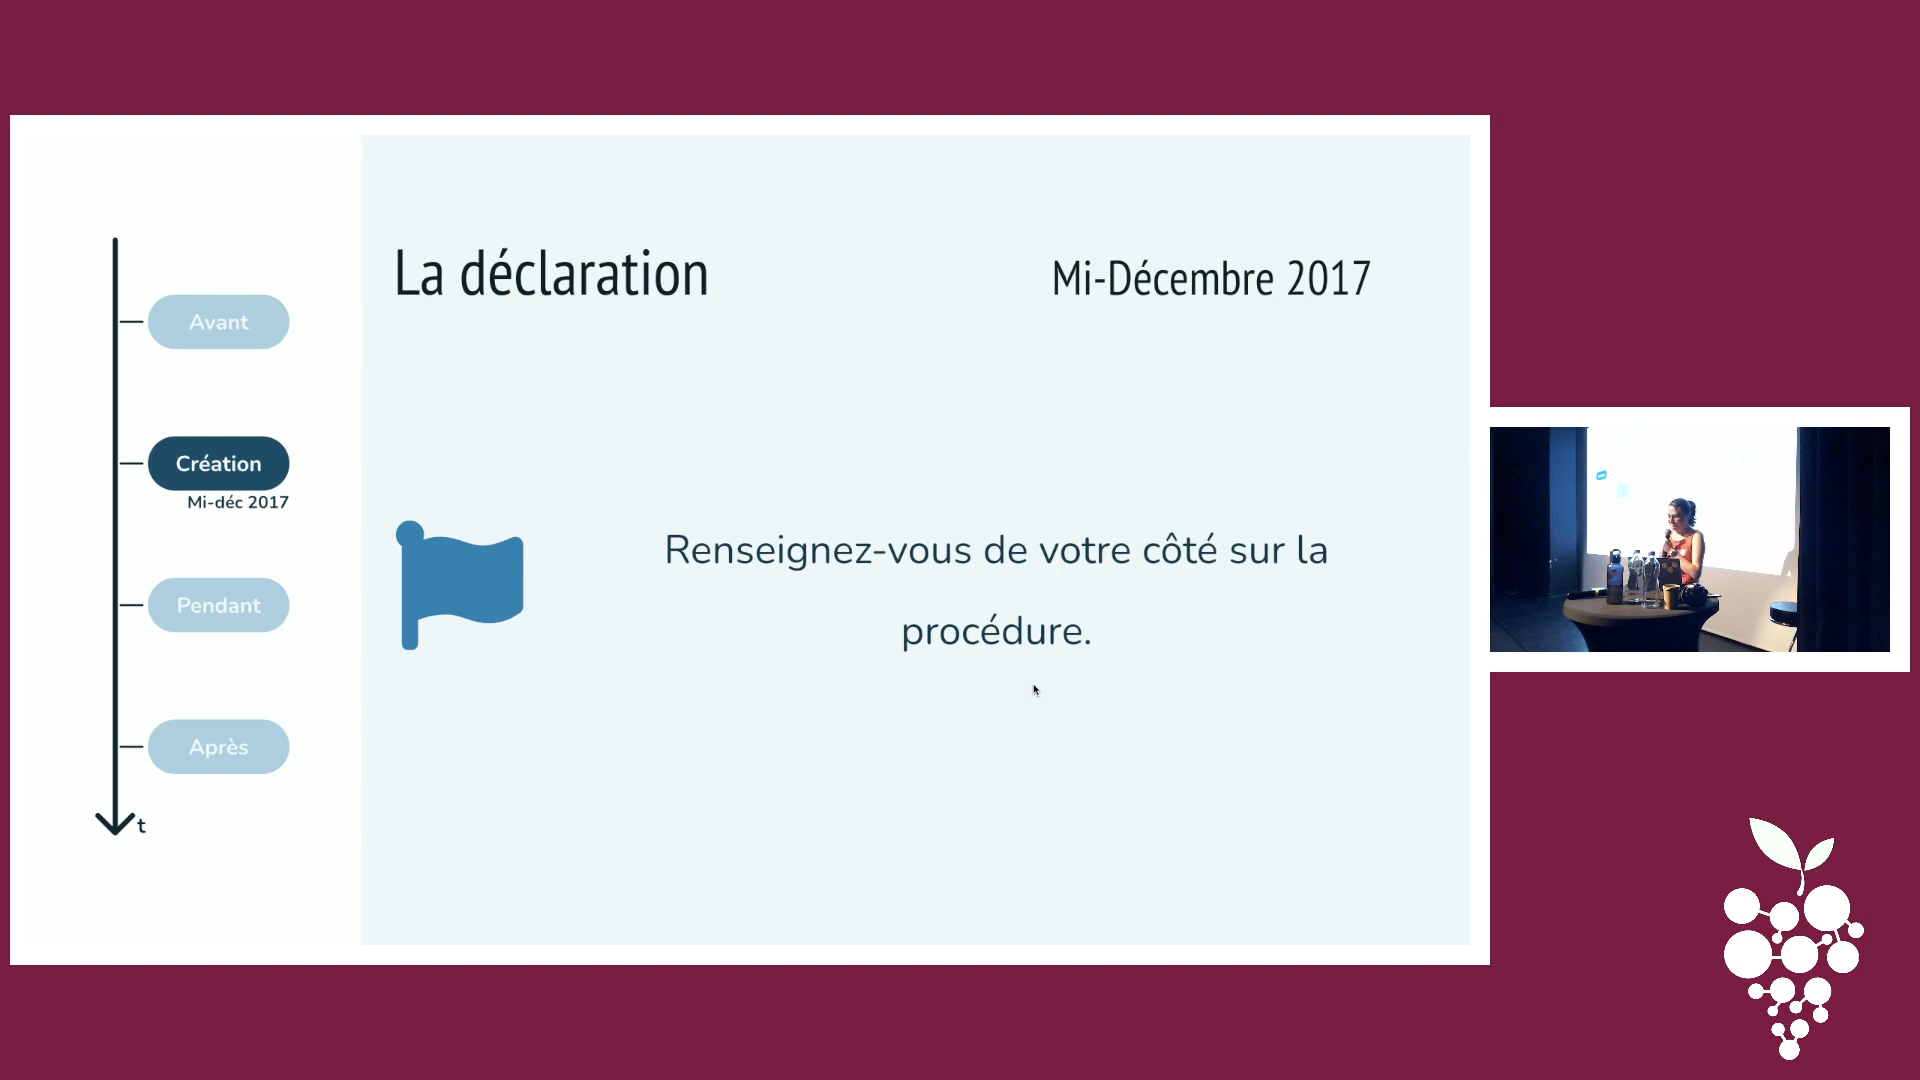 La déclaration
Mi-Décembre 2017
Avant
Création
Mi-déc 2017
Pendant
Après
t
Renseignez-vous de votre côté sur la
procédure.